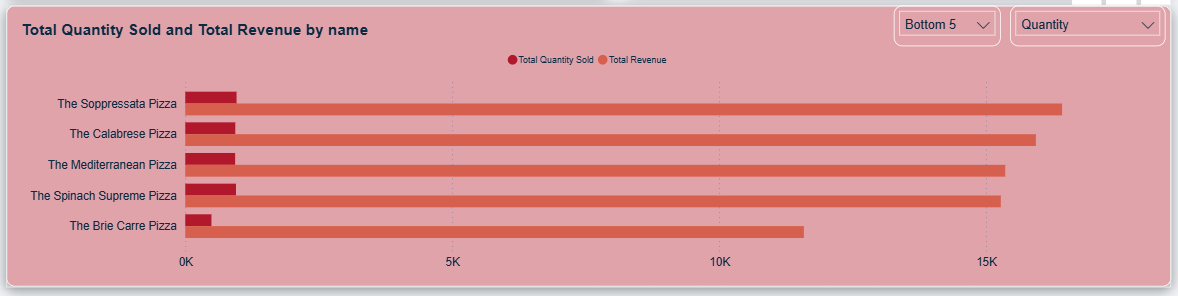 Total Quantity Sold and Total Revenue by name
Bottom 5
Quantity
Total Quantity Sold Total Revenue
The Soppressata Pizza
The Calabrese Pizza
The Mediterranean Pizza
The Spinach Supreme Pizza
The Brie Carre Pizza
0K 5K 10K 15K